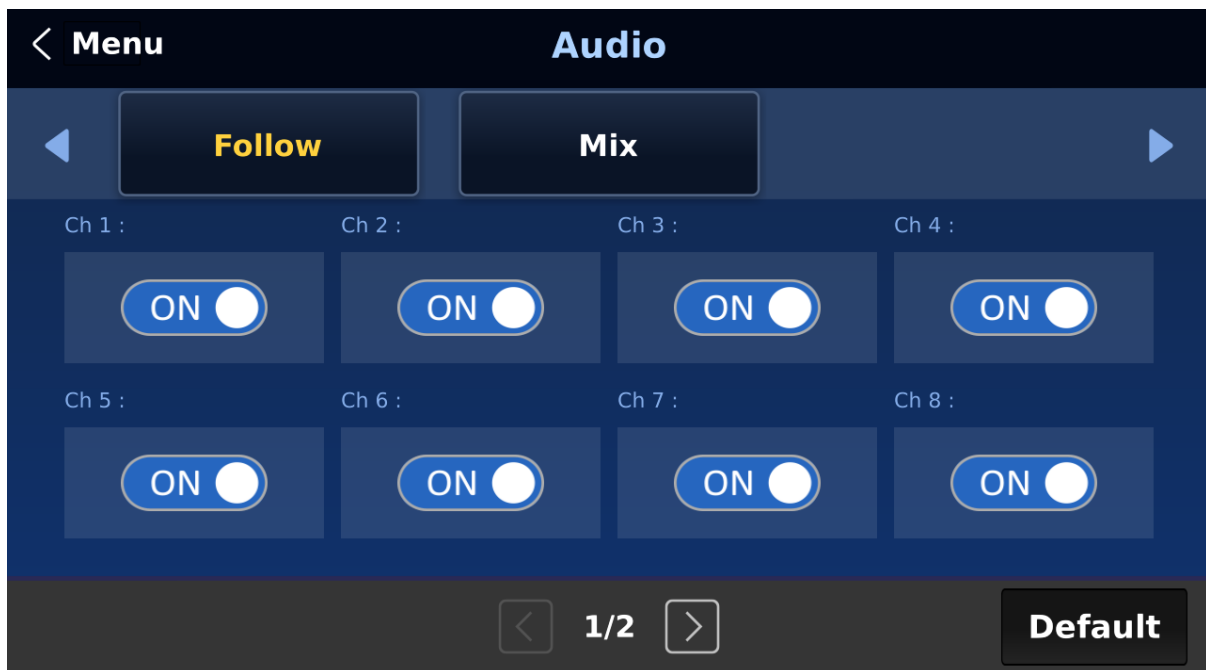 Menu
Audio
Follow
Mix
Ch 1 :
Ch 2 :
Ch 3 :
Ch 4 :
ON
ON
ON
ON
Ch 5 :
Ch 6 :
Ch 7 :
Ch 8 :
ON
ON
ON
ON
1/2
Default